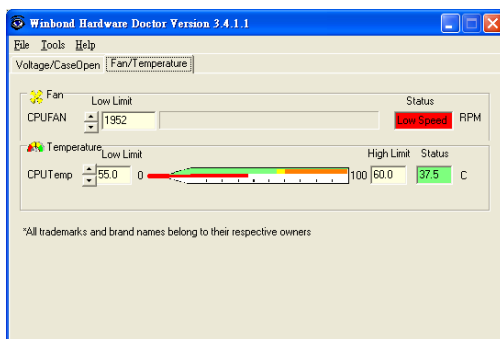 Winbond Hardware Doctor Version 3.4.1.1
File Tools Help
Voltage/CaseOpen Fan/Temperature
Fan
Low Limit Status
CPUFAN 1952 Low Speed RPM
Temperature
Low Limit High Limit Status
CPUTemp 55.0 0 100 60.0 37.5 C
*All trademarks and brand names belong to their respective owners